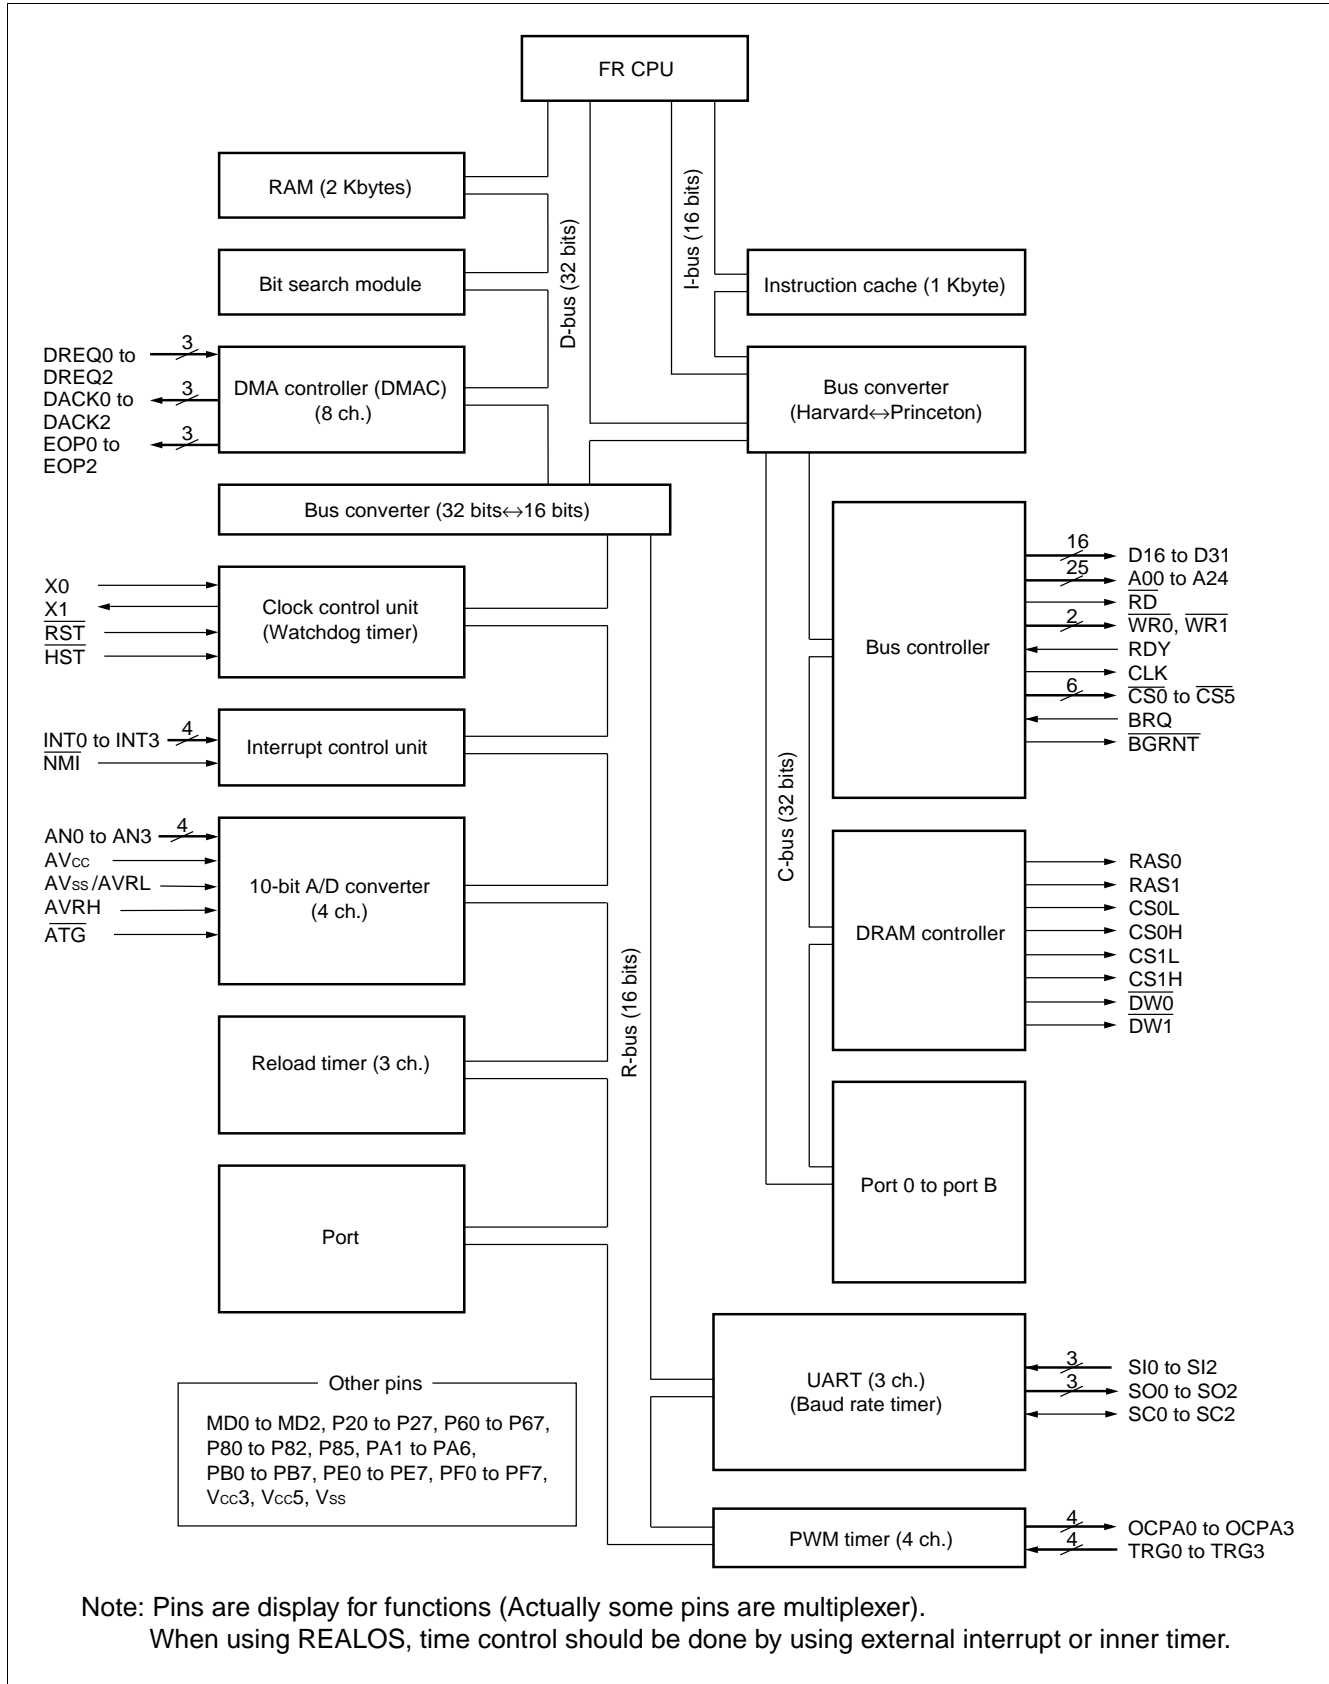 FR CPU
RAM (2 Kbytes)
Bit search module
D-bus (32 bits)
I-bus (16 bits)
Instruction cache (1 Kbyte)
DREQ0 to
DREQ2
3
DACK0 to
DACK2
3
EOP0 to
EOP2
3
DMA controller (DMAC)
(8 ch.)
Bus converter
(Harvard↔Princeton)
Bus converter (32 bits↔16 bits)
X0
X1
RST
HST
Clock control unit
(Watchdog timer)
Bus controller
16
D16 to D31
25
A00 to A24
RD
2
WR0, WR1
RDY
CLK
6
CS0 to CS5
BRQ
BGRNT
INT0 to INT3
4
NMI
Interrupt control unit
C-bus (32 bits)
AN0 to AN3
4
AVCC
AVSS/AVRL
AVRH
ATG
10-bit A/D converter
(4 ch.)
DRAM controller
RAS0
RAS1
CS0L
CS0H
CS1L
CS1H
DW0
DW1
R-bus (16 bits)
Reload timer (3 ch.)
Port
Port 0 to port B
UART (3 ch.)
(Baud rate timer)
3
SI0 to SI2
3
SO0 to SO2
SC0 to SC2
Other pins
MD0 to MD2, P20 to P27, P60 to P67,
P80 to P82, P85, PA1 to PA6,
PB0 to PB7, PE0 to PE7, PF0 to PF7,
VCC3, VCC5, VSS
PWM timer (4 ch.)
4
OCPA0 to OCPA3
4
TRG0 to TRG3
Note: Pins are display for functions (Actually some pins are multiplexer).
When using REALOS, time control should be done by using external interrupt or inner timer.